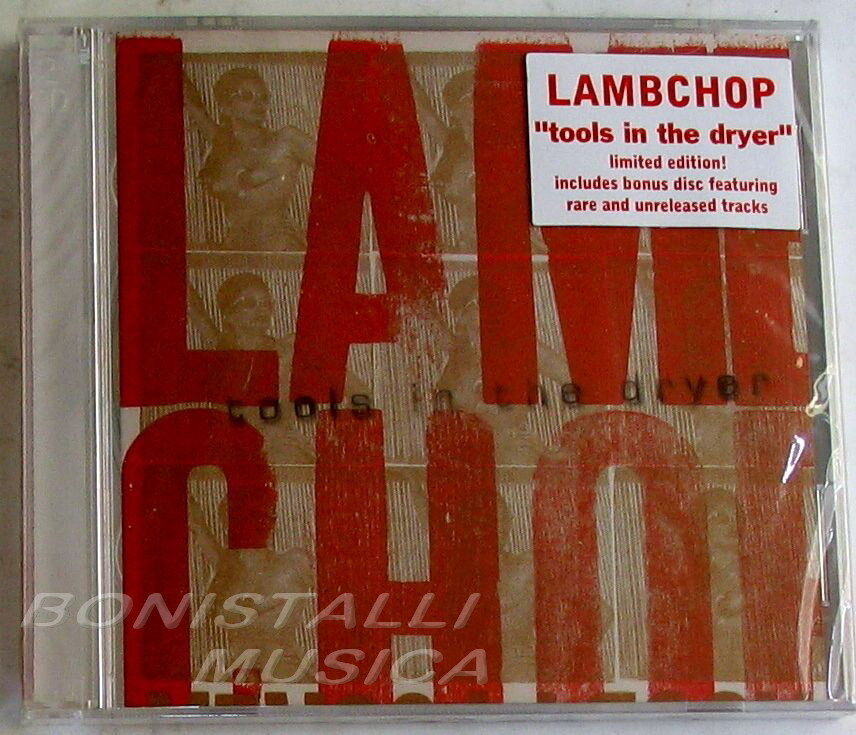 LAMBCHOP
"tools in the dryer"
limited edition!
includes bonus disc featuring
rare and unreleased tracks
LAM
tools in the dryer
CHO
BONISTALLI
MUSICA